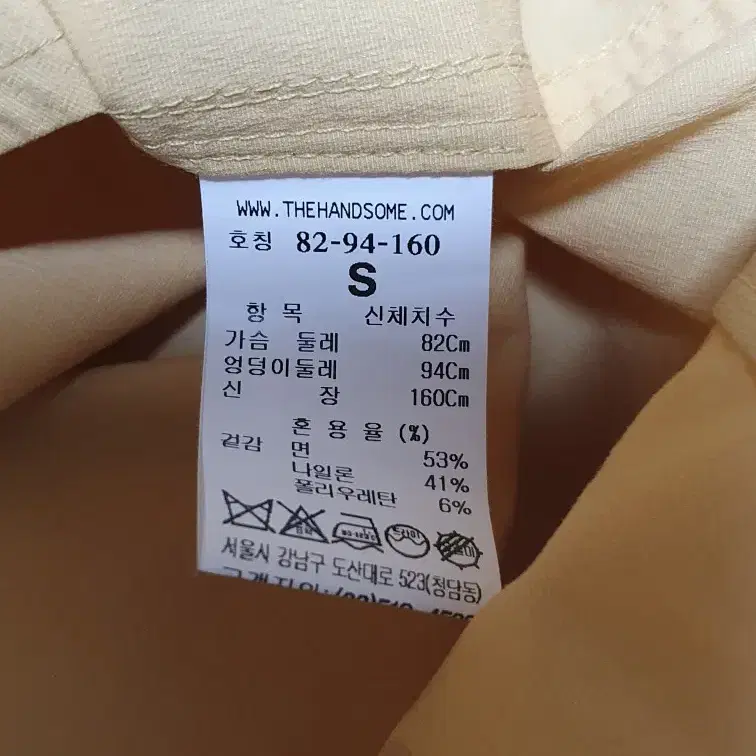 WWW.THEHANDSOME.COM
호칭 82-94-160
S
항 목 신체치수
가슴 둘레 82Cm
엉덩이둘레 94Cm
신 장 160Cm
혼 용 율 (%)
겉감 면 53%
나일론 41%
폴리우레탄 6%
드라이
서울시 강남구 도산대로 523(청담동)